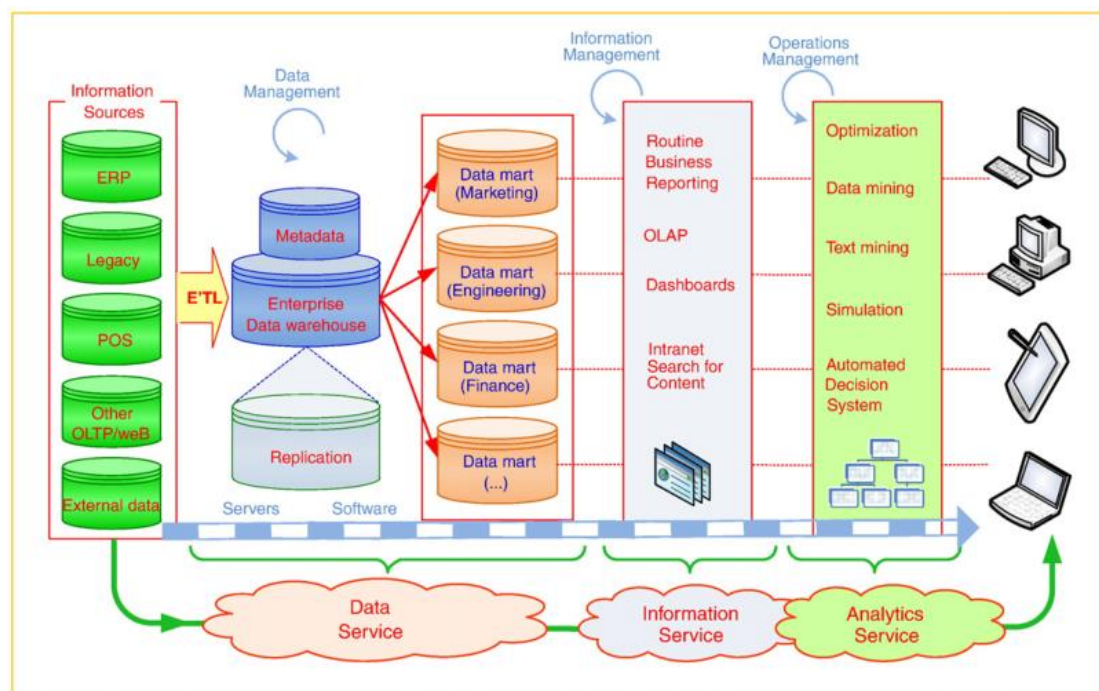 Information
Sources
ERP
Legacy
POS
Other
OLTP/weB
External data
E'TL
Data
Management
Metadata
Enterprise
Data warehouse
Replication
Servers
Software
Data mart
(Marketing)
Data mart
(Engineering)
Data mart
(Finance)
Data mart
(...)
Information
Management
Routine
Business
Reporting
OLAP
Dashboards
Intranet
Search for
Content
Operations
Management
Optimization
Data mining
Text mining
Simulation
Automated
Decision
System
Data
Service
Information
Service
Analytics
Service